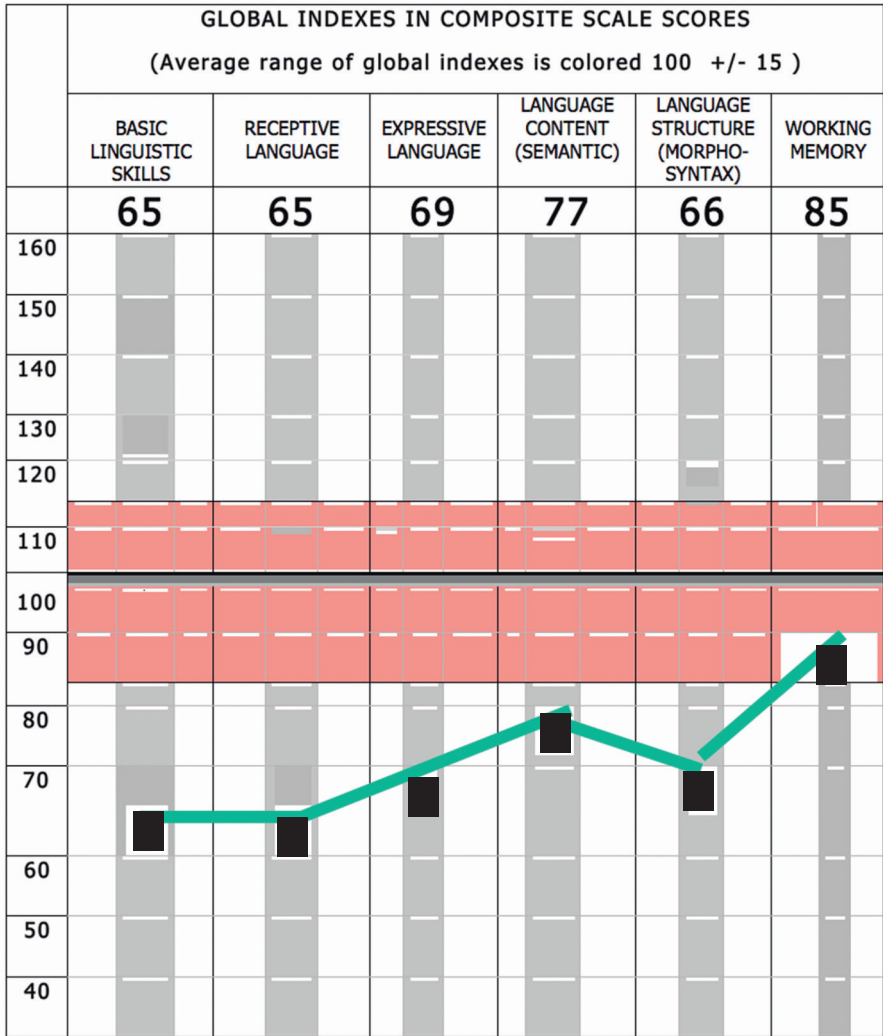 GLOBAL INDEXES IN COMPOSITE SCALE SCORES
(Average range of global indexes is colored 100 +/- 15 )
BASIC
LINGUISTIC
SKILLS
RECEPTIVE
LANGUAGE
EXPRESSIVE
LANGUAGE
LANGUAGE
CONTENT
(SEMANTIC)
LANGUAGE
STRUCTURE
(MORPHO-
SYNTAX)
WORKING
MEMORY
65 65 69 77 66 85
160
150
140
130
120
110
100
90
80
70
60
50
40